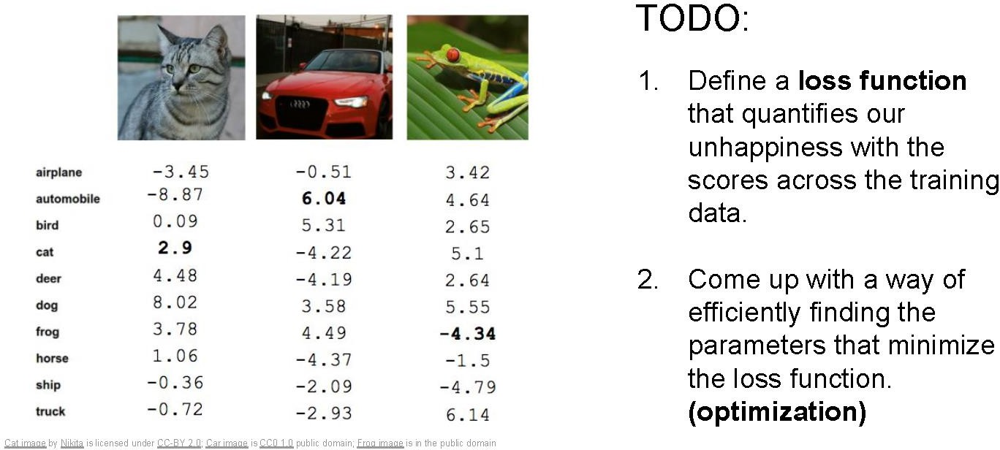 TODO:
1. Define a loss function
that quantifies our
unhappiness with the
scores across the training
data.
2. Come up with a way of
efficiently finding the
parameters that minimize
the loss function.
(optimization)
airplane -3.45 -0.51 3.42
automobile -8.87 6.04 4.64
bird 0.09 5.31 2.65
cat 2.9 -4.22 5.1
deer 4.48 -4.19 2.64
dog 8.02 3.58 5.55
frog 3.78 4.49 -4.34
horse 1.06 -4.37 -1.5
ship -0.36 -2.09 -4.79
truck -0.72 -2.93 6.14
Cat image by Nikita is licensed under CC-BY 2.0; Car image is CC0 1.0 public domain; Frog image is in the public domain